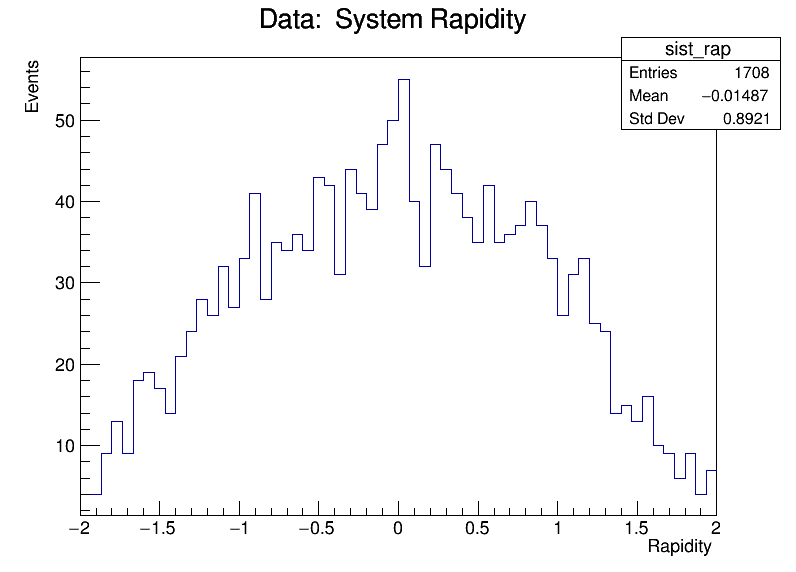 Data: System Rapidity
sist_rap
Entries 1708
Mean −0.01487
Std Dev 0.8921
Events
50
40
30
20
10
−2 −1.5 −1 −0.5 0 0.5 1 1.5 2
Rapidity